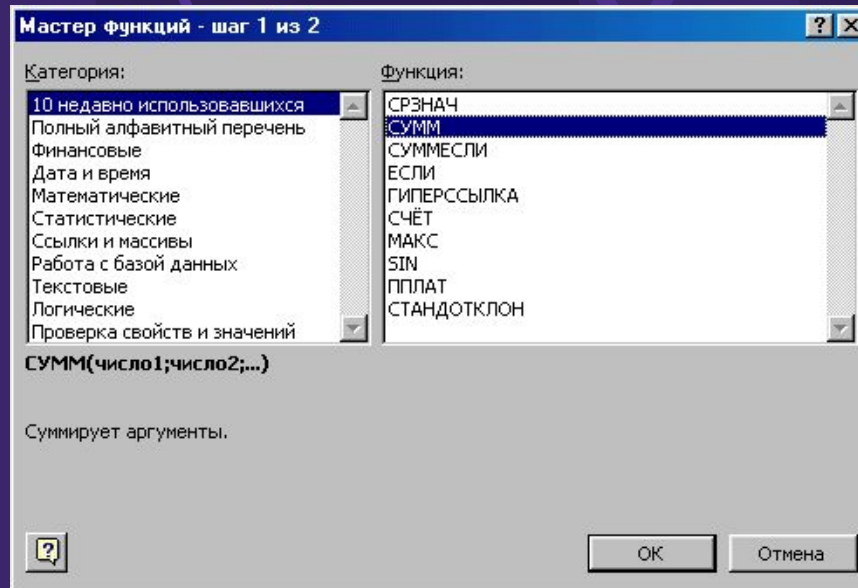 Мастер функций - шаг 1 из 2
Категория:
10 недавно использовавшихся
Полный алфавитный перечень
Финансовые
Дата и время
Математические
Статистические
Ссылки и массивы
Работа с базой данных
Текстовые
Логические
Проверка свойств и значений
Функция:
СРЗНАЧ
СУММ
СУММЕСЛИ
ЕСЛИ
ГИПЕРССЫЛКА
СЧЁТ
МАКС
SIN
ППЛАТ
СТАНДОТКЛОН
СУММ(число1;число2;...)
Суммирует аргументы.
ОК
Отмена